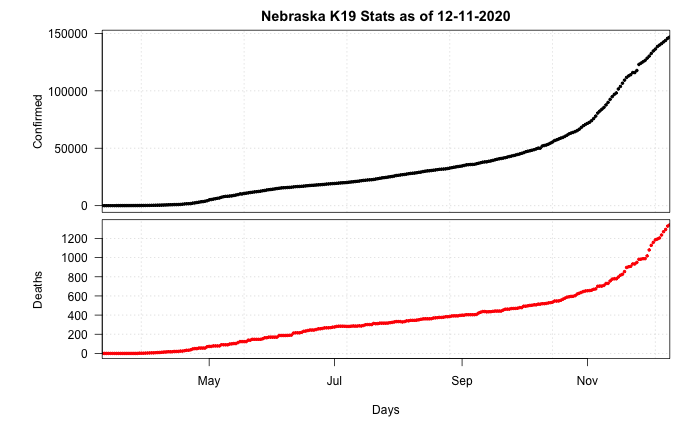 Nebraska K19 Stats as of 12-11-2020
150000
100000
50000
0
Confirmed
1200
1000
800
600
400
200
0
Deaths
May Jul Sep Nov
Days